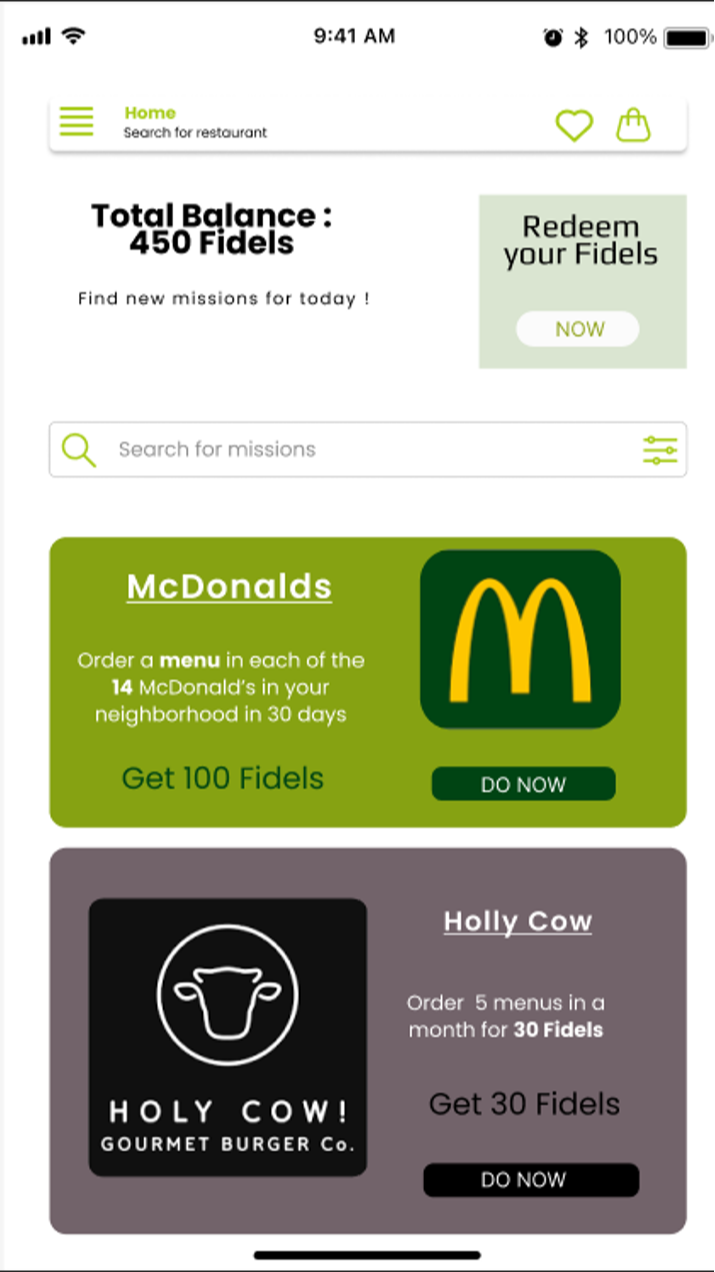 9:41 AM
100%
Home
Search for restaurant
Total Balance :
450 Fidels
Find new missions for today !
Redeem
your Fidels
NOW
Search for missions
McDonalds
Order a menu in each of the
14 McDonald's in your
neighborhood in 30 days
Get 100 Fidels
DO NOW
HOLY COW!
GOURMET BURGER Co.
Holly Cow
Order 5 menus in a
month for 30 Fidels
Get 30 Fidels
DO NOW